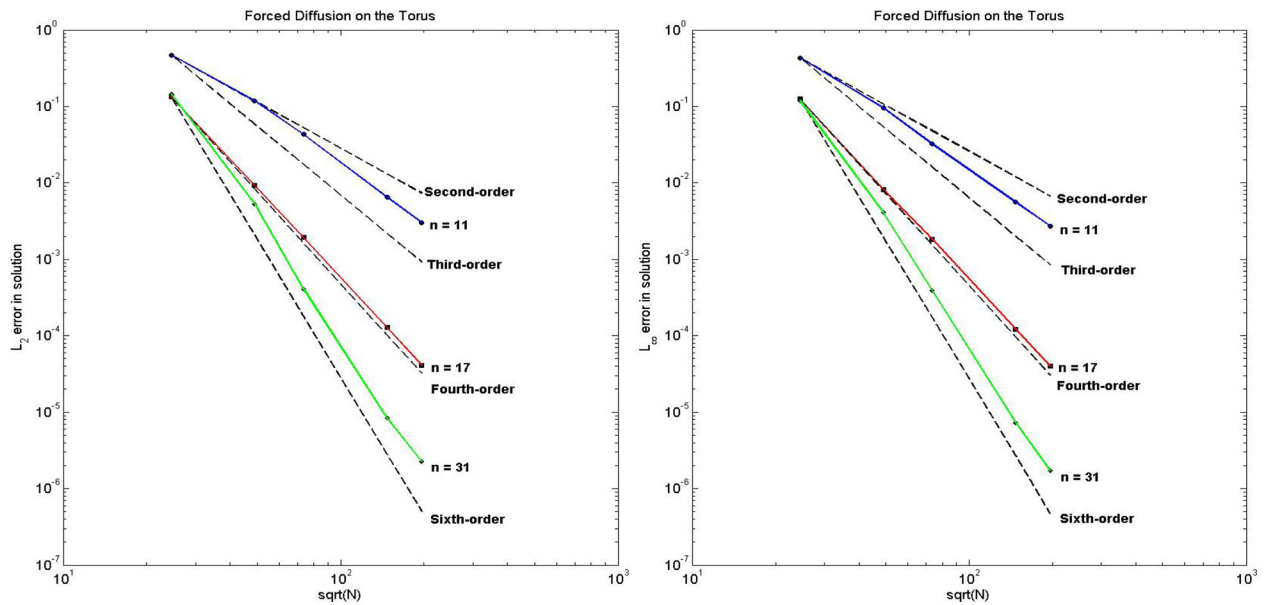 Forced Diffusion on the Torus
10^0
10^-1
10^-2
10^-3
10^-4
10^-5
10^-6
10^-7
L_2 error in solution
Second-order
n = 11
Third-order
n = 17
Fourth-order
n = 31
Sixth-order
10^1
10^2
10^3
sqrt(N)
Forced Diffusion on the Torus
10^0
10^-1
10^-2
10^-3
10^-4
10^-5
10^-6
10^-7
L_∞ error in solution
Second-order
n = 11
Third-order
n = 17
Fourth-order
n = 31
Sixth-order
10^1
10^2
10^3
sqrt(N)